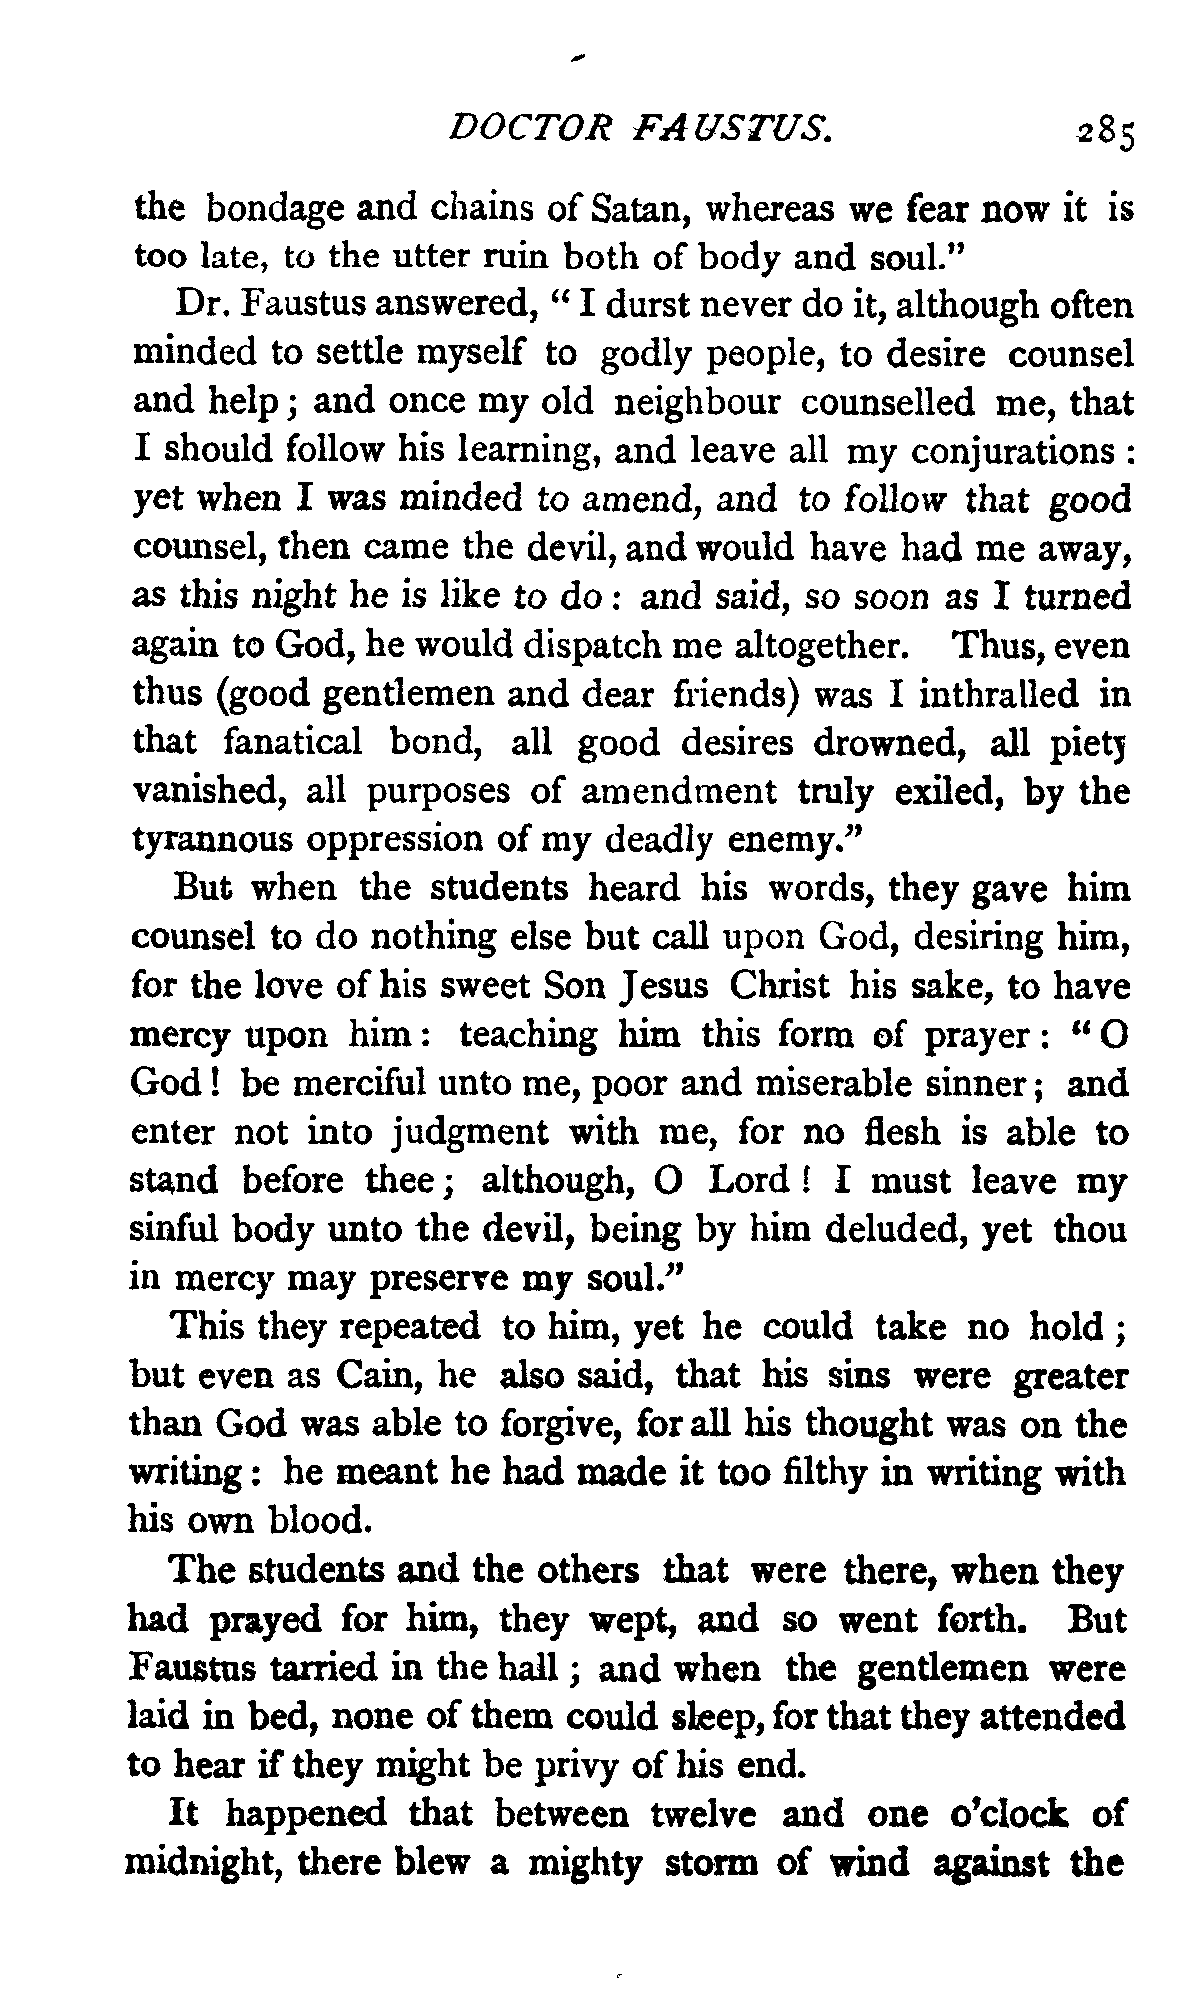 DOCTOR FAUSTUS. 285
the bondage and chains of Satan, whereas we fear now it is
too late, to the utter ruin both of body and soul."
Dr. Faustus answered, " I durst never do it, although often
minded to settle myself to godly people, to desire counsel
and help ; and once my old neighbour counselled me, that
I should follow his learning, and leave all my conjurations :
yet when I was minded to amend, and to follow that good
counsel, then came the devil, and would have had me away,
as this night he is like to do : and said, so soon as I turned
again to God, he would dispatch me altogether. Thus, even
thus (good gentlemen and dear friends) was I inthralled in
that fanatical bond, all good desires drowned, all piety
vanished, all purposes of amendment truly exiled, by the
tyrannous oppression of my deadly enemy."
But when the students heard his words, they gave him
counsel to do nothing else but call upon God, desiring him,
for the love of his sweet Son Jesus Christ his sake, to have
mercy upon him : teaching him this form of prayer : " O
God ! be merciful unto me, poor and miserable sinner ; and
enter not into judgment with me, for no flesh is able to
stand before thee ; although, O Lord ! I must leave my
sinful body unto the devil, being by him deluded, yet thou
in mercy may preserve my soul."
This they repeated to him, yet he could take no hold ;
but even as Cain, he also said, that his sins were greater
than God was able to forgive, for all his thought was on the
writing : he meant he had made it too filthy in writing with
his own blood.
The students and the others that were there, when they
had prayed for him, they wept, and so went forth. But
Faustus tarried in the hall ; and when the gentlemen were
laid in bed, none of them could sleep, for that they attended
to hear if they might be privy of his end.
It happened that between twelve and one o'clock of
midnight, there blew a mighty storm of wind against the